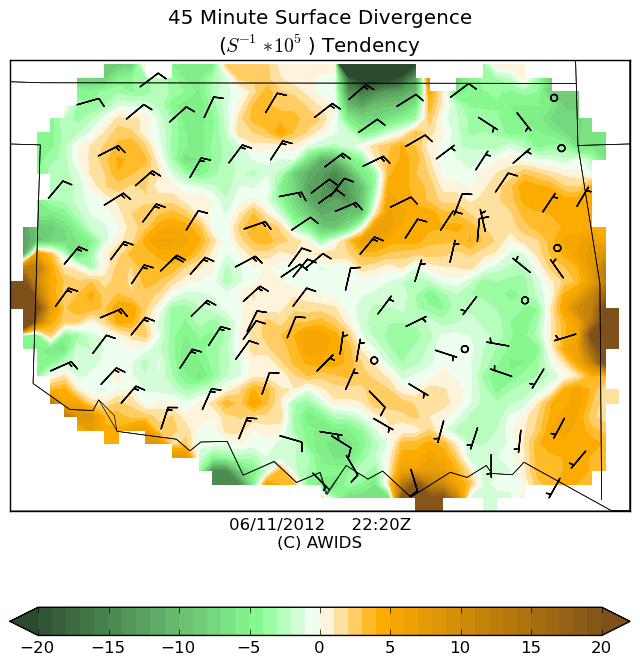 45 Minute Surface Divergence
(S⁻¹ * 10⁵ ) Tendency
06/11/2012 22:20Z
(C) AWIDS
−20 −15 −10 −5 0 5 10 15 20